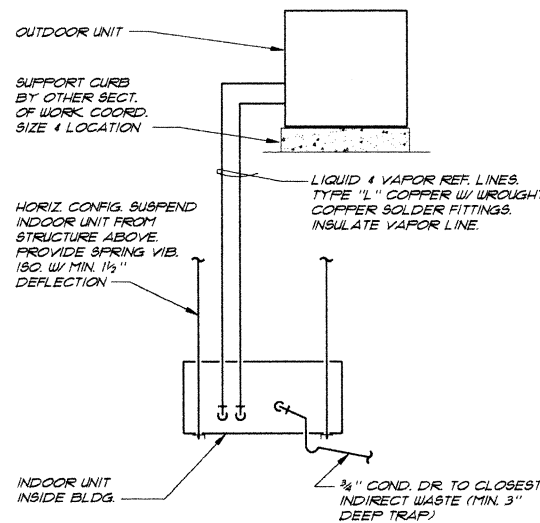 OUTDOOR UNIT
SUPPORT CURB
BY OTHER SECT.
OF WORK. COORD.
SIZE & LOCATION
LIQUID & VAPOR REF. LINES.
TYPE "L" COPPER W/ WROUGHT
COPPER SOLDER FITTINGS.
INSULATE VAPOR LINE.
HORIZ. CONFIG. SUSPEND
INDOOR UNIT FROM
STRUCTURE ABOVE.
PROVIDE SPRING VIB.
ISO. W/ MIN. 1½"
DEFLECTION
INDOOR UNIT
INSIDE BLDG.
¾" COND. DR. TO CLOSEST
INDIRECT WASTE (MIN. 3"
DEEP TRAP)